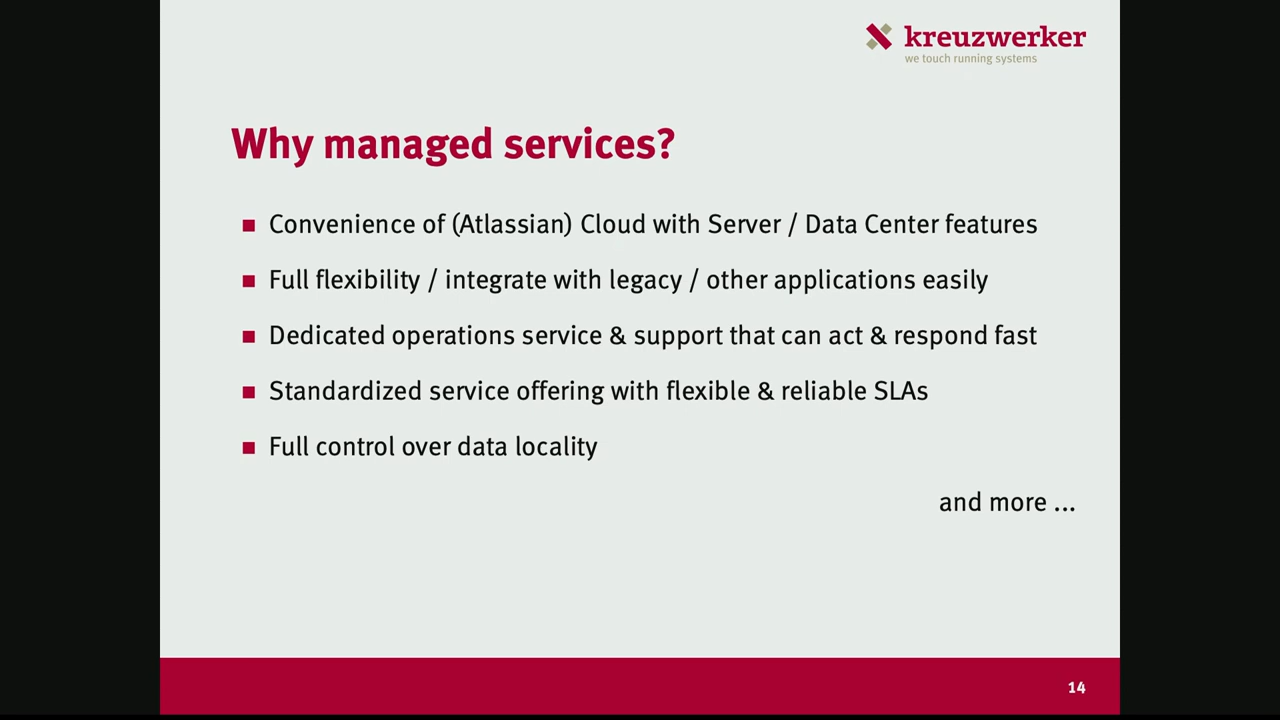 kreuzwerker
we touch running systems
Why managed services?
Convenience of (Atlassian) Cloud with Server / Data Center features
Full flexibility / integrate with legacy / other applications easily
Dedicated operations service & support that can act & respond fast
Standardized service offering with flexible & reliable SLAs
Full control over data locality
and more ...
14